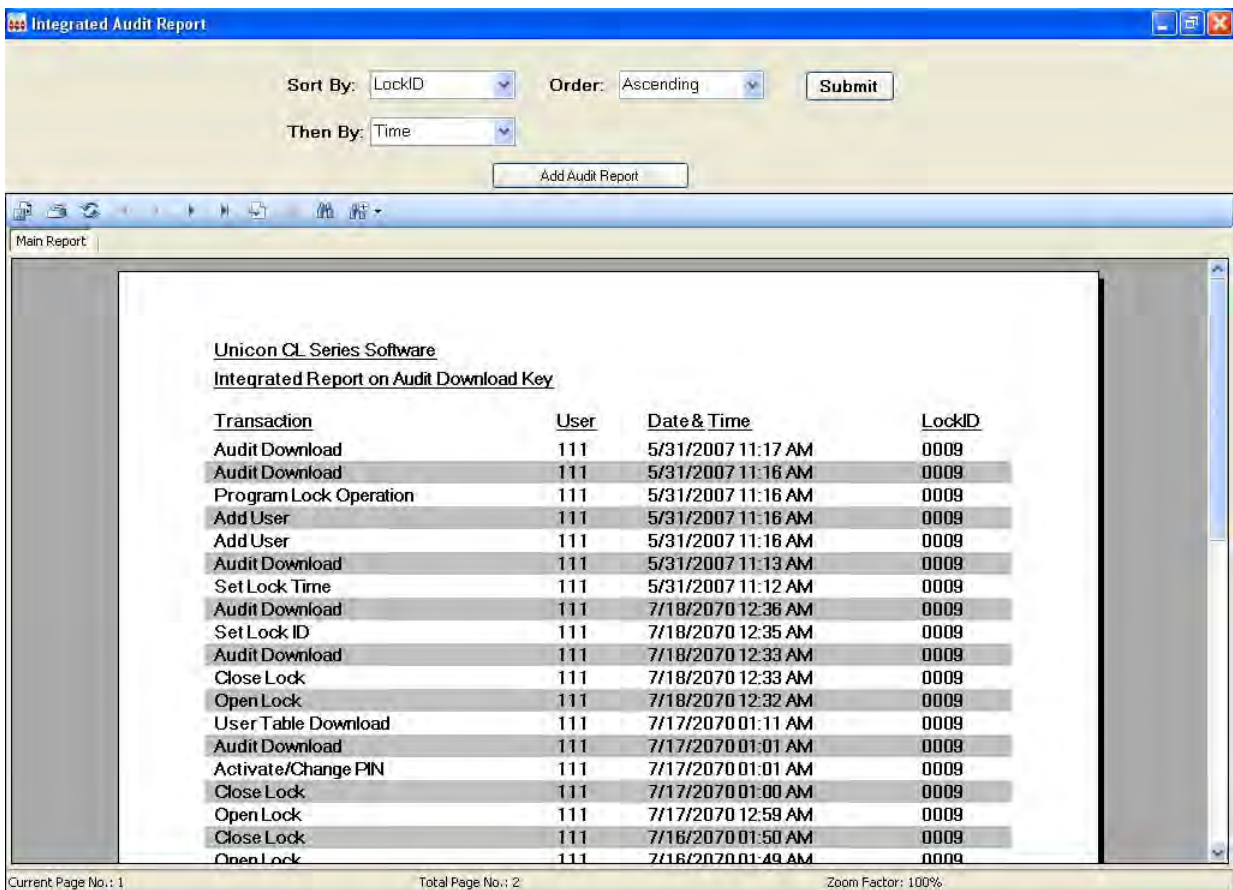 Integrated Audit Report
Sort By: LockID Order: Ascending Submit
Then By: Time
Add Audit Report
Main Report
Unicon CL Series Software
Integrated Report on Audit Download Key
Transaction User Date & Time LockID
Audit Download 111 5/31/2007 11:17 AM 0009
Audit Download 111 5/31/2007 11:16 AM 0009
Program Lock Operation 111 5/31/2007 11:16 AM 0009
Add User 111 5/31/2007 11:16 AM 0009
Add User 111 5/31/2007 11:16 AM 0009
Audit Download 111 5/31/2007 11:13 AM 0009
Set Lock Time 111 5/31/2007 11:12 AM 0009
Audit Download 111 7/18/2070 12:36 AM 0009
Set Lock ID 111 7/18/2070 12:35 AM 0009
Audit Download 111 7/18/2070 12:33 AM 0009
Close Lock 111 7/18/2070 12:33 AM 0009
Open Lock 111 7/18/2070 12:32 AM 0009
User Table Download 111 7/17/2070 01:11 AM 0009
Audit Download 111 7/17/2070 01:01 AM 0009
Activate/Change PIN 111 7/17/2070 01:01 AM 0009
Close Lock 111 7/17/2070 01:00 AM 0009
Open Lock 111 7/17/2070 12:59 AM 0009
Close Lock 111 7/16/2070 01:50 AM 0009
Open Lock 111 7/16/2070 01:49 AM 0009
Current Page No.: 1 Total Page No.: 2 Zoom Factor: 100%